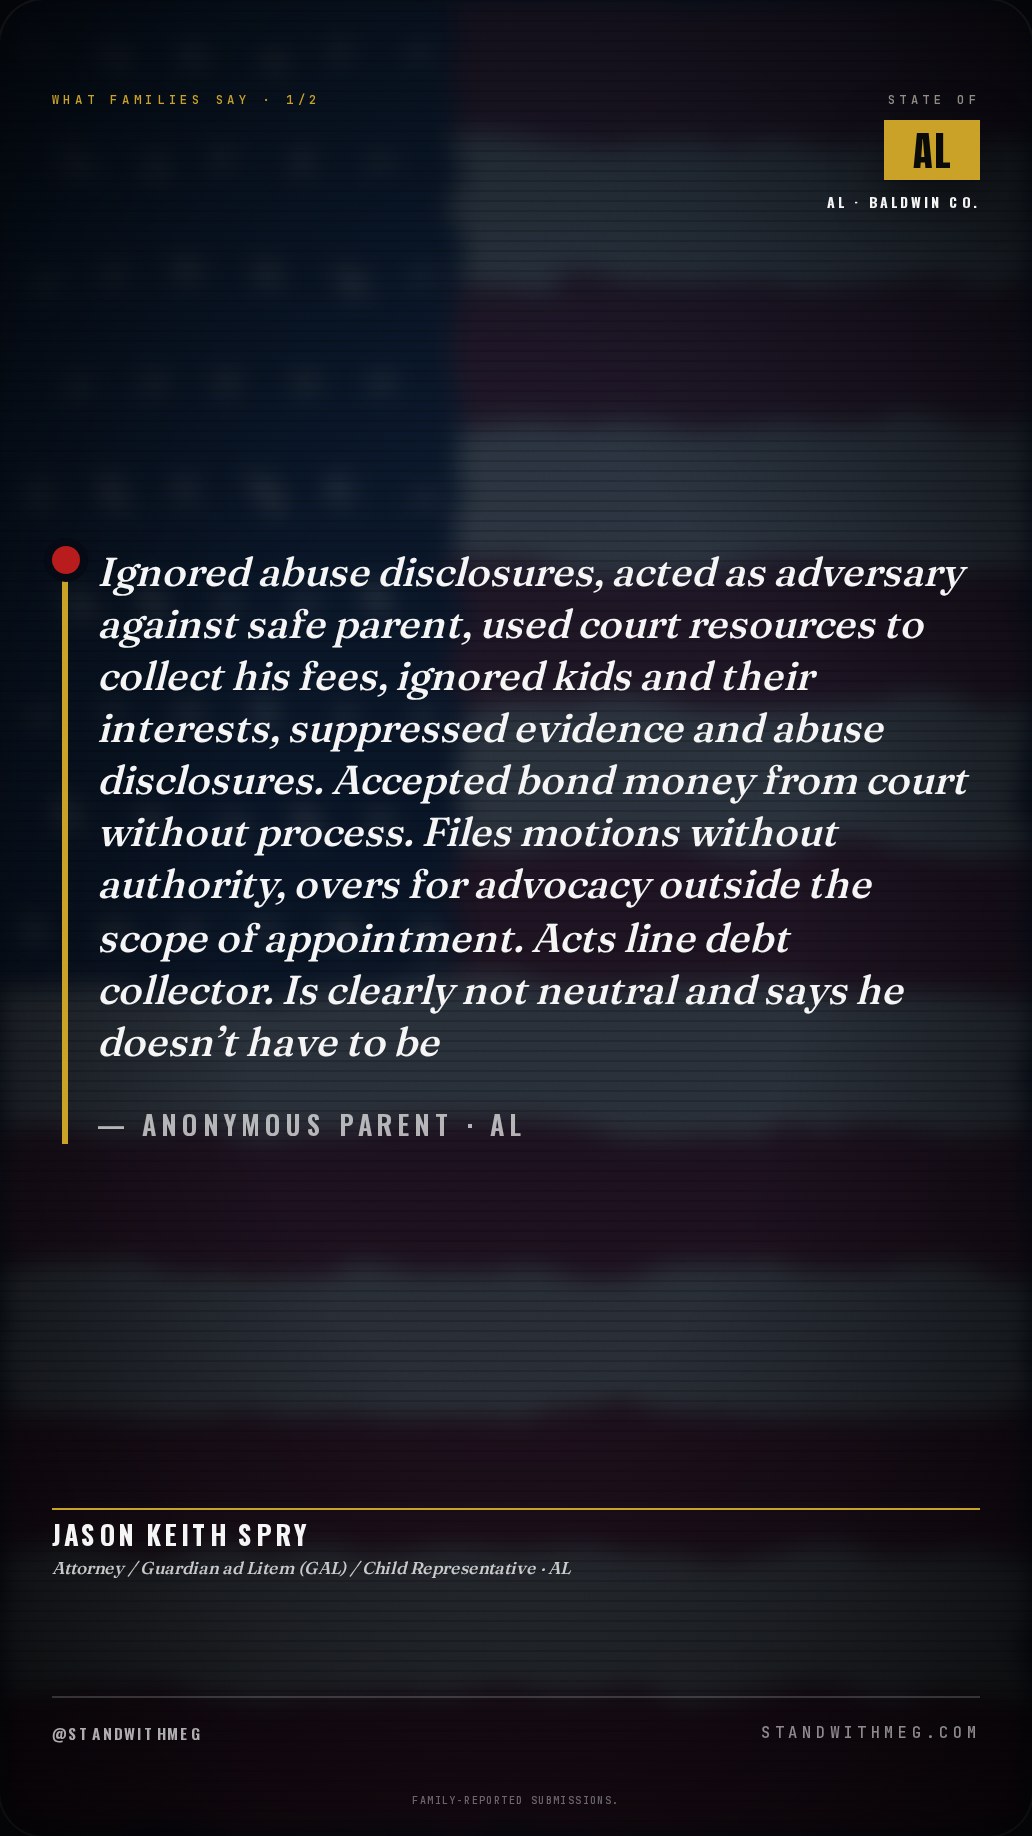 WHAT FAMILIES SAY · 1/2
STATE OF
AL
AL · BALDWIN CO.
Ignored abuse disclosures, acted as adversary
against safe parent, used court resources to
collect his fees, ignored kids and their
interests, suppressed evidence and abuse
disclosures. Accepted bond money from court
without process. Files motions without
authority, overs for advocacy outside the
scope of appointment. Acts line debt
collector. Is clearly not neutral and says he
doesn’t have to be
— ANONYMOUS PARENT · AL
JASON KEITH SPRY
Attorney / Guardian ad Litem (GAL) / Child Representative · AL
@STANDWITHMEG
STANDWITHMEG.COM
FAMILY-REPORTED SUBMISSIONS.